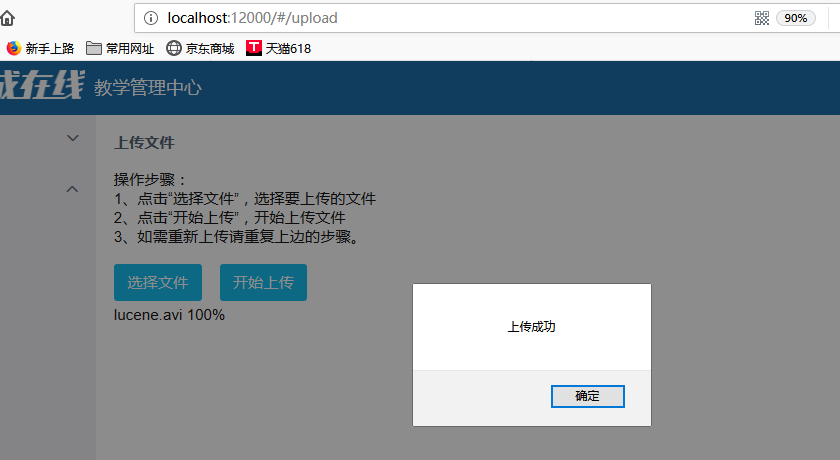 localhost:12000/#/upload 90%
新手上路 常用网址 京东商城 T 天猫618
成在线 教学管理中心
上传文件
操作步骤：
1、点击“选择文件”，选择要上传的文件
2、点击“开始上传”，开始上传文件
3、如需重新上传请重复上边的步骤。
选择文件 开始上传
lucene.avi 100%
上传成功
确定